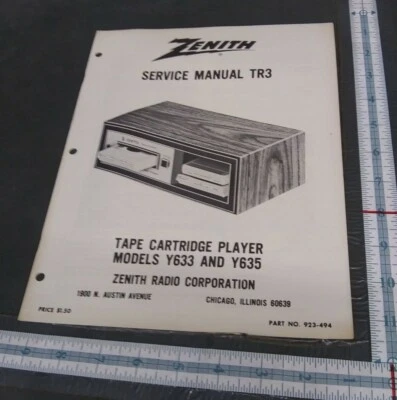 ZENITH
SERVICE MANUAL TR3
TAPE CARTRIDGE PLAYER
MODELS Y633 AND Y635
ZENITH RADIO CORPORATION
1900 N. AUSTIN AVENUE CHICAGO, ILLINOIS 60639
PRICE $1.50 PART NO. 923-494